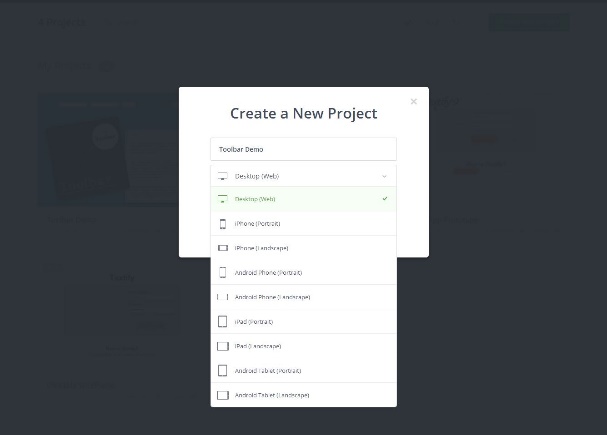 Create a New Project
Toolbar Demo
Desktop (Web)
Desktop (Web)
iPhone (Portrait)
iPhone (Landscape)
Android Phone (Portrait)
Android Phone (Landscape)
iPad (Portrait)
iPad (Landscape)
Android Tablet (Portrait)
Android Tablet (Landscape)